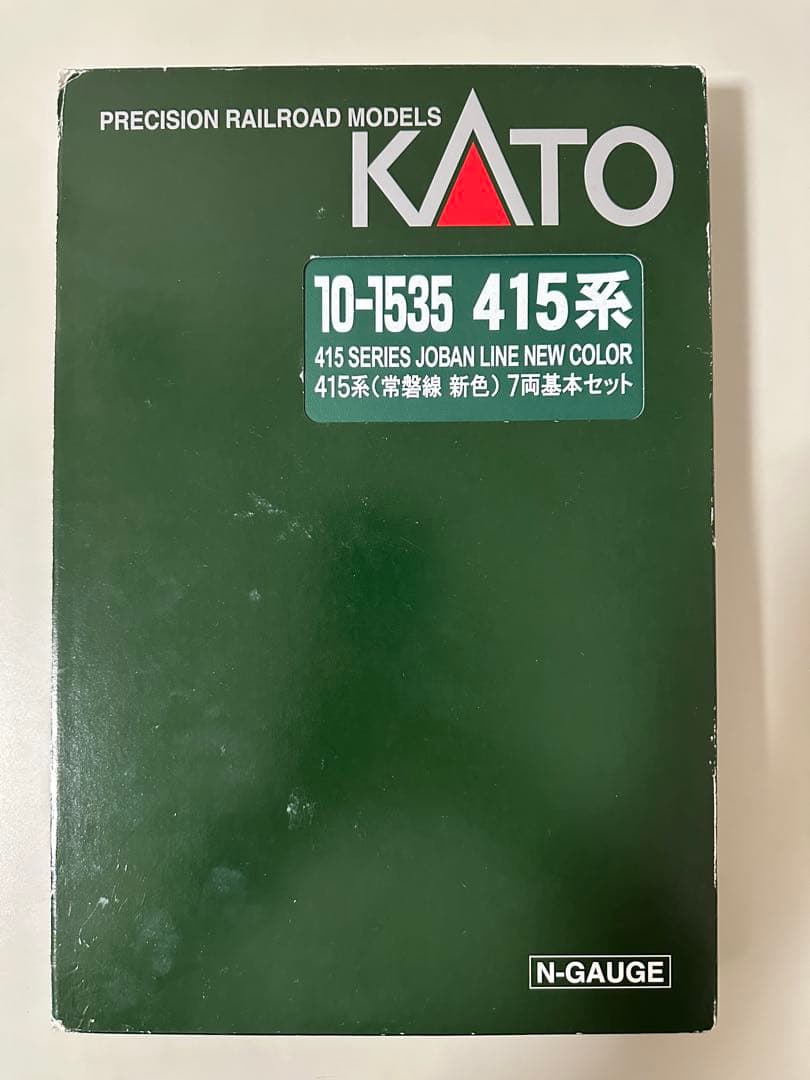 PRECISION RAILROAD MODELS
KATO
10-1535 415系
415 SERIES JOBAN LINE NEW COLOR
415系(常磐線 新色) 7両基本セット
N-GAUGE